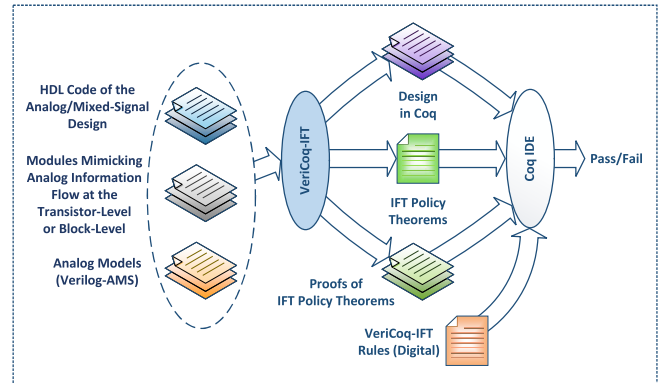 HDL Code of the
Analog/Mixed-Signal
Design
Modules Mimicking
Analog Information
Flow at the
Transistor-Level
or Block-Level
Analog Models
(Verilog-AMS)
VeriCoq-IFT
Design
in Coq
IFT Policy
Theorems
Proofs of
IFT Policy Theorems
VeriCoq-IFT
Rules (Digital)
Coq IDE
Pass/Fail